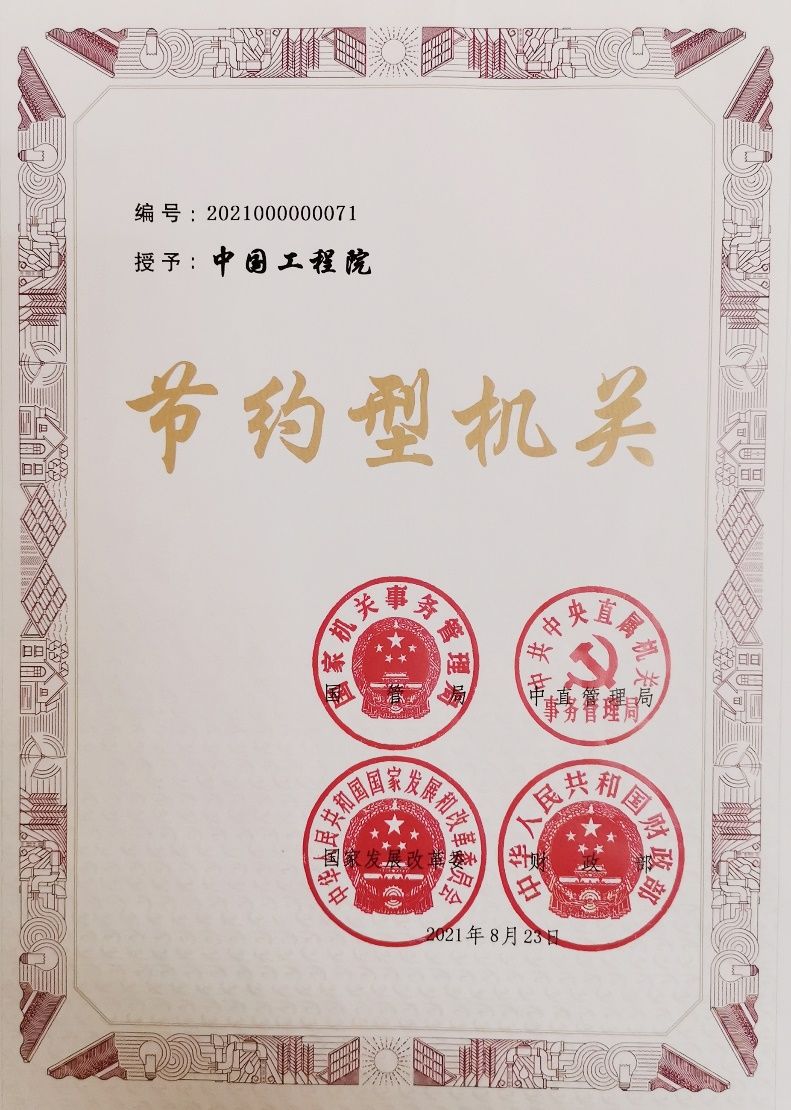 编号：2021000000071
授予：中国工程院
节约型机关
国家机关事务管理局
国管局
中共中央直属机关
事务管理局
中直管理局
中华人民共和国国家发展和改革委员会
国家发展改革委
中华人民共和国财政部
财政部
2021年8月23日